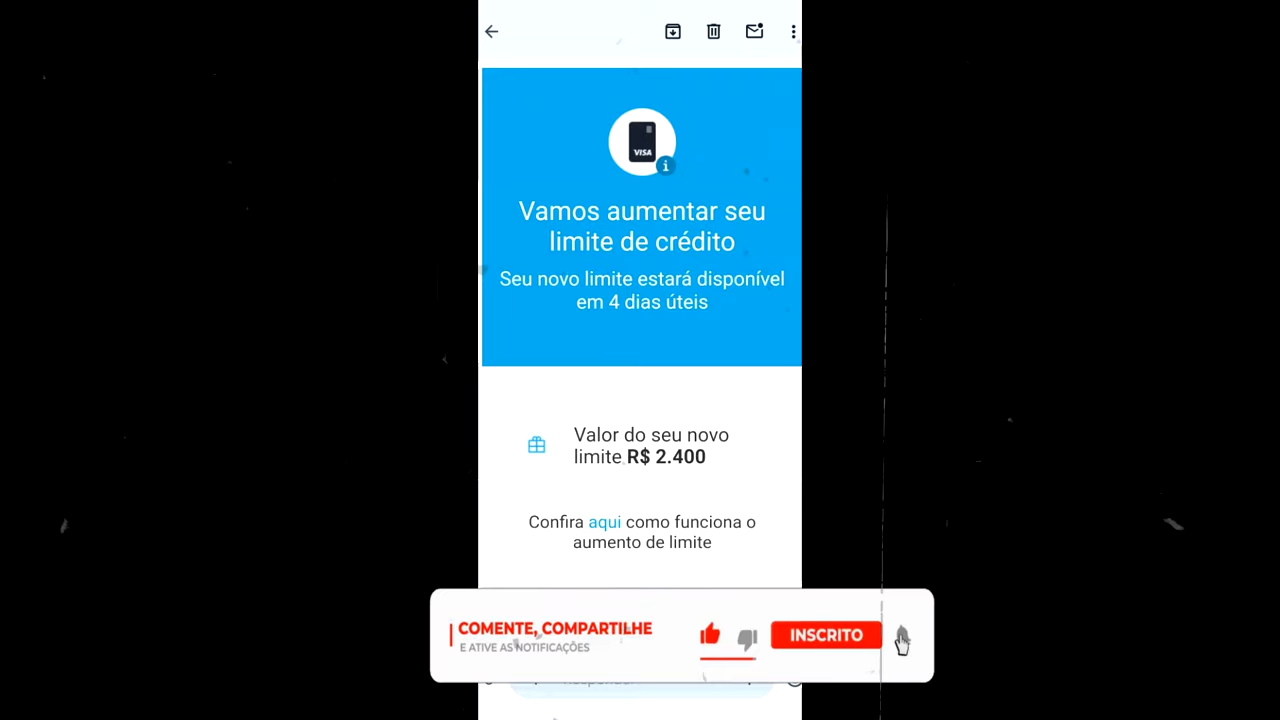 VISA
i
Vamos aumentar seu
limite de crédito
Seu novo limite estará disponível
em 4 dias úteis
Valor do seu novo
limite R$ 2.400
Confira aqui como funciona o
aumento de limite
COMENTE, COMPARTILHE
E ATIVE AS NOTIFICAÇÕES
INSCRITO